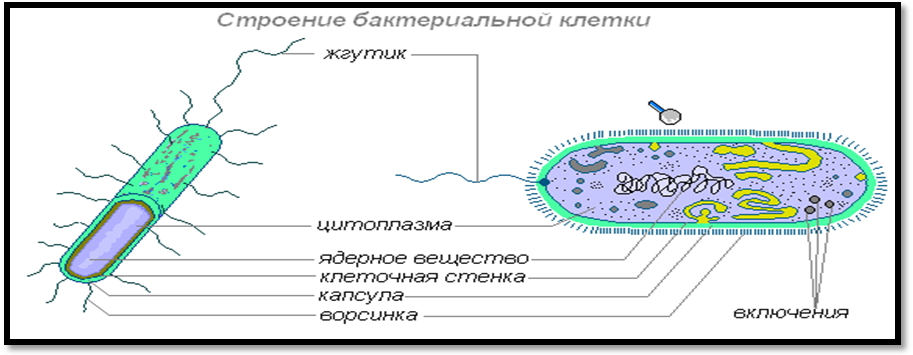 Строение бактериальной клетки
жгутик
цитоплазма
ядерное вещество
клеточная стенка
капсула
ворсинка
включения